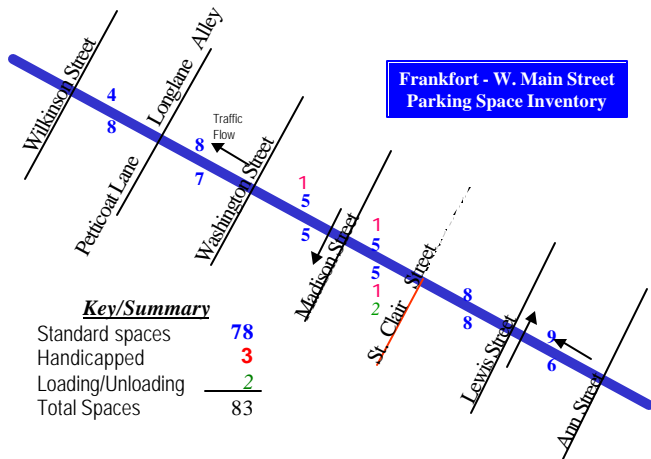 Frankfort - W. Main Street
Parking Space Inventory
Wilkinson Street
4
8
Longlane Alley
Petticoat Lane
Traffic
Flow
8
7
Washington Street
1
5
5
Madison Street
1
5
5
1
2
St. Clair Street
8
8
Lewis Street
9
6
Ann Street
Key/Summary
Standard spaces 78
Handicapped 3
Loading/Unloading 2
Total Spaces 83